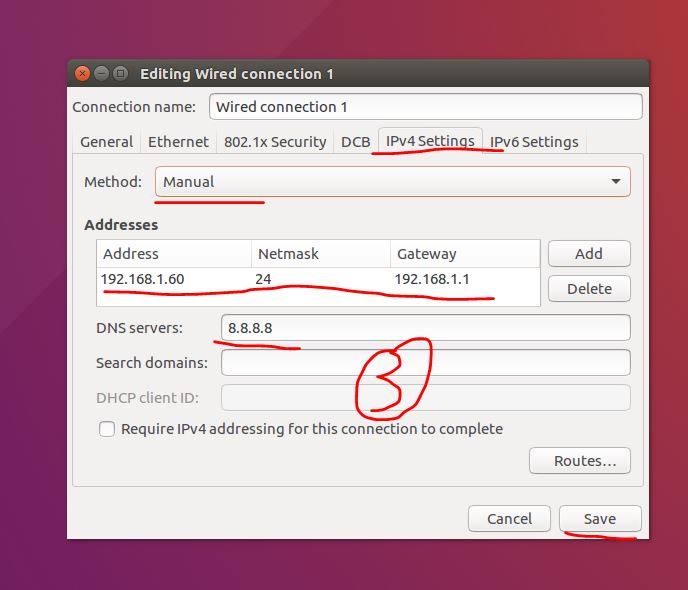 Editing Wired connection 1
Connection name: Wired connection 1
General Ethernet 802.1x Security DCB IPv4 Settings IPv6 Settings
Method: Manual
Addresses
Address Netmask Gateway Add
192.168.1.60 24 192.168.1.1 Delete
DNS servers: 8.8.8.8
Search domains:
3
DHCP client ID:
Require IPv4 addressing for this connection to complete
Routes...
Cancel Save